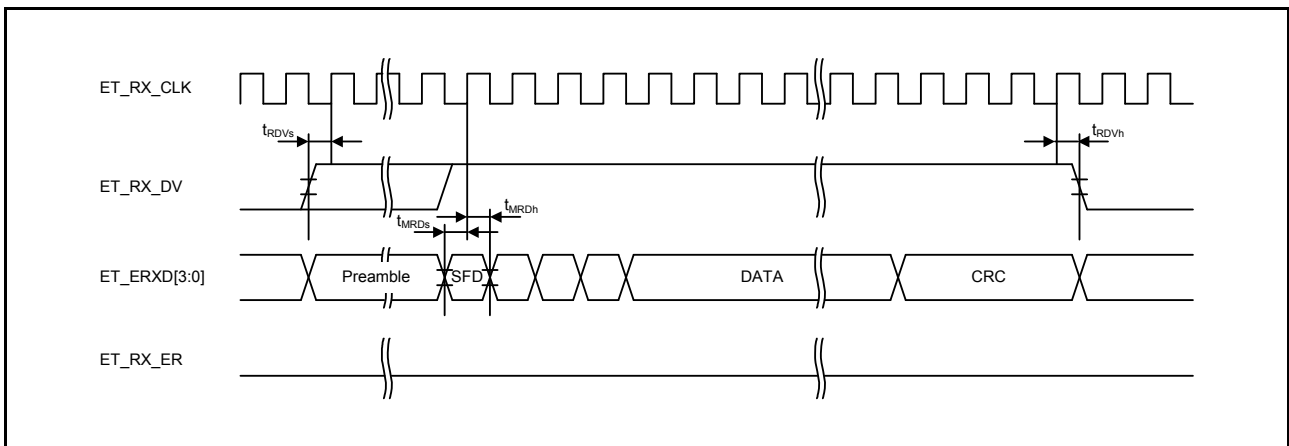 ET_RX_CLK
tRDVs
tRDVh
ET_RX_DV
tMRDh
tMRDs
ET_ERXD[3:0]
Preamble
SFD
DATA
CRC
ET_RX_ER